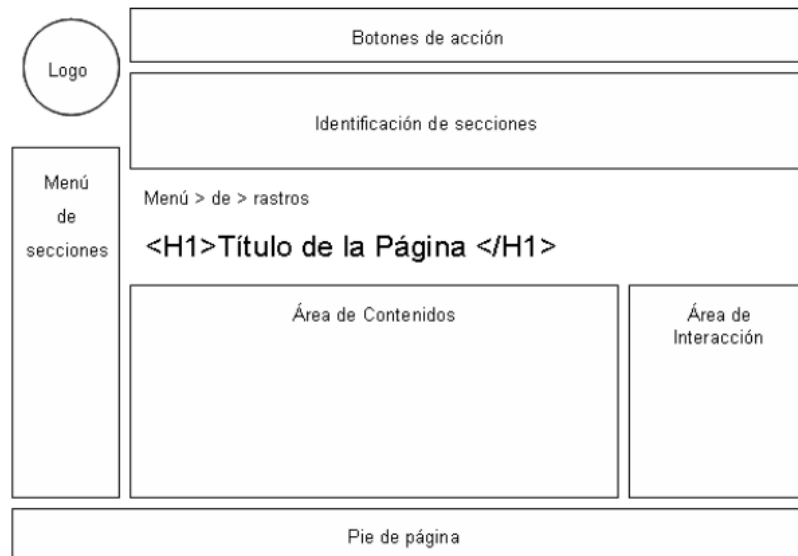 Botones de acción
Logo
Identificación de secciones
Menú
de
secciones
Menú > de > rastros
<H1>Título de la Página </H1>
Área de Contenidos
Área de
Interacción
Pie de página